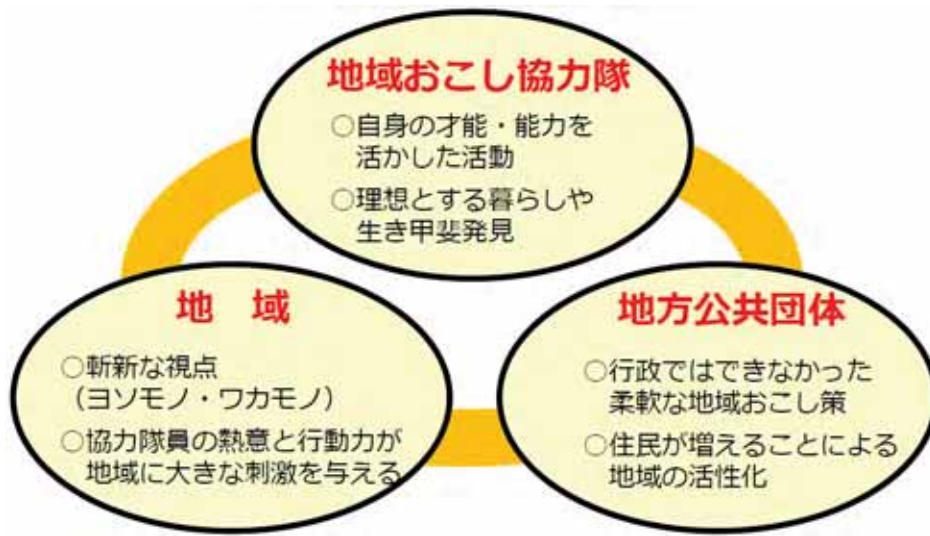 地域おこし協力隊
○自身の才能・能力を
活かした活動
○理想とする暮らしや
生き甲斐発見
地　域
○斬新な視点
（ヨソモノ・ワカモノ）
○協力隊員の熱意と行動力が
地域に大きな刺激を与える
地方公共団体
○行政ではできなかった
柔軟な地域おこし策
○住民が増えることによる
地域の活性化